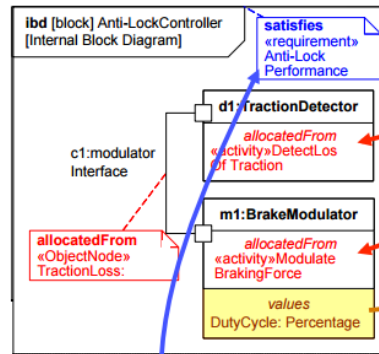 ibd [block] Anti-LockController
[Internal Block Diagram]
satisfies
«requirement»
Anti-Lock
Performance
d1:TractionDetector
allocatedFrom
«activity»DetectLos
Of Traction
c1:modulator
Interface
m1:BrakeModulator
allocatedFrom
«activity»Modulate
BrakingForce
allocatedFrom
«ObjectNode»
TractionLoss:
values
DutyCycle: Percentage